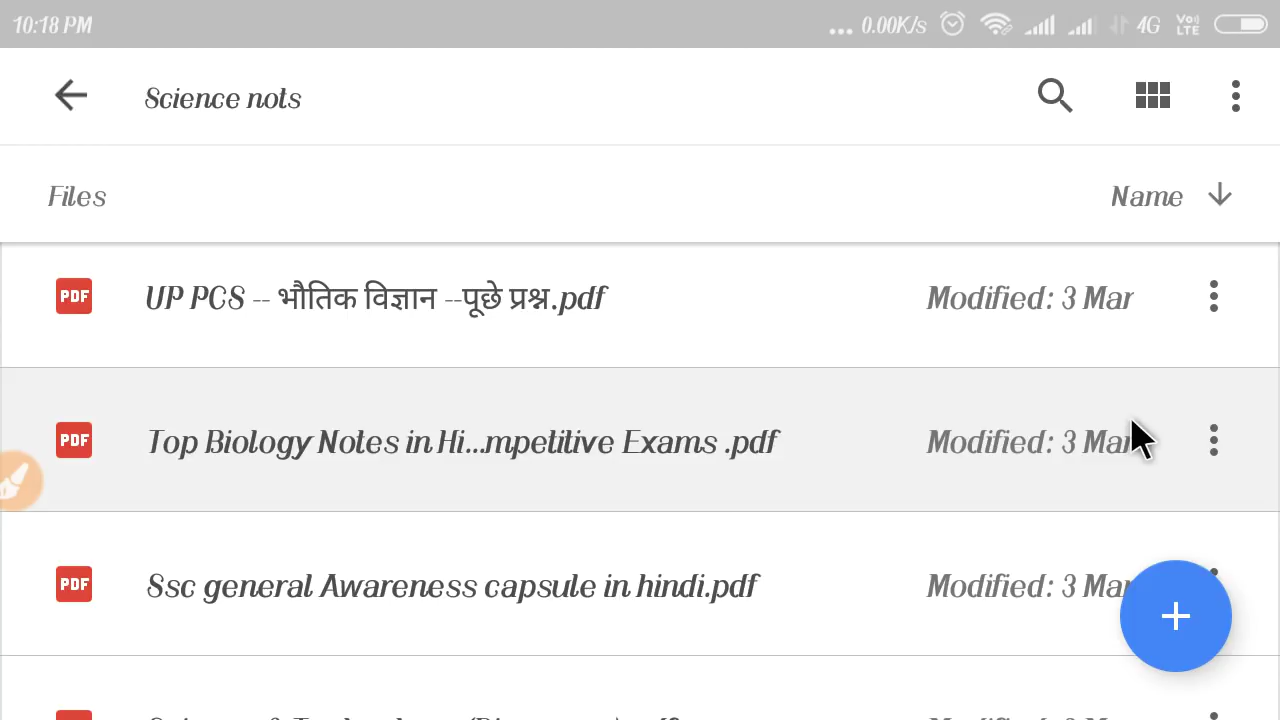 10:18 PM
... 0.00K/s 4G VoLTE
Science nots
Files Name
PDF UP PCS -- भौतिक विज्ञान --पूछे प्रश्न.pdf Modified: 3 Mar
PDF Top Biology Notes in Hi...mpetitive Exams .pdf Modified: 3 Mar
PDF Ssc general Awareness capsule in hindi.pdf Modified: 3 Mar